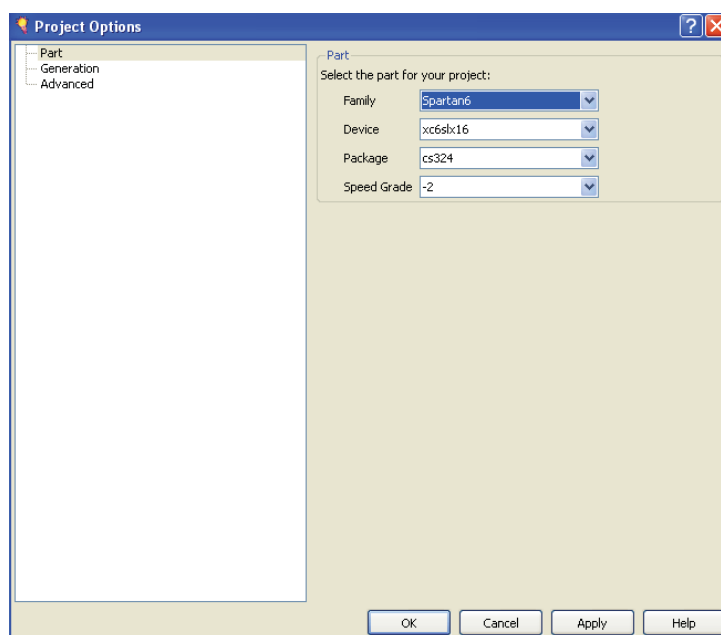 Project Options
Part
Generation
Advanced
Part
Select the part for your project:
Family Spartan6
Device xc6slx16
Package cs324
Speed Grade -2
OK Cancel Apply Help